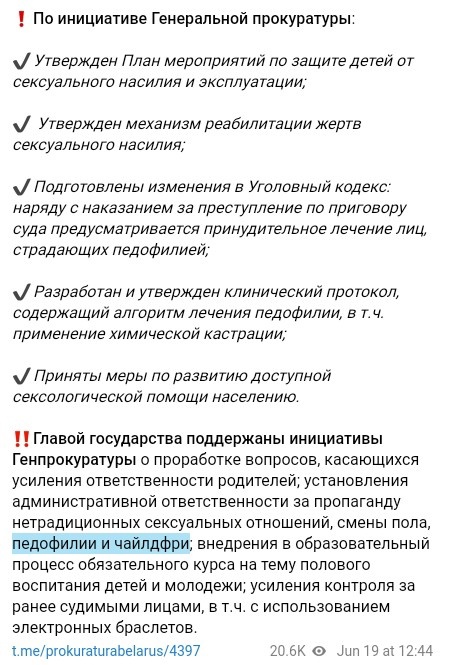 ❗ По инициативе Генеральной прокуратуры:
✔ Утвержден План мероприятий по защите детей от
сексуального насилия и эксплуатации;
✔ Утвержден механизм реабилитации жертв
сексуального насилия;
✔ Подготовлены изменения в Уголовный кодекс:
наряду с наказанием за преступление по приговору
суда предусматривается принудительное лечение лиц,
страдающих педофилией;
✔ Разработан и утвержден клинический протокол,
содержащий алгоритм лечения педофилии, в т.ч.
применение химической кастрации;
✔ Приняты меры по развитию доступной
сексологической помощи населению.
‼ Главой государства поддержаны инициативы
Генпрокуратуры о проработке вопросов, касающихся
усиления ответственности родителей; установления
административной ответственности за пропаганду
нетрадиционных сексуальных отношений, смены пола,
педофилии и чайлдфри; внедрения в образовательный
процесс обязательного курса на тему полового
воспитания детей и молодежи; усиления контроля за
ранее судимыми лицами, в т.ч. с использованием
электронных браслетов.
t.me/prokuraturabelarus/4397 20.6K Jun 19 at 12:44